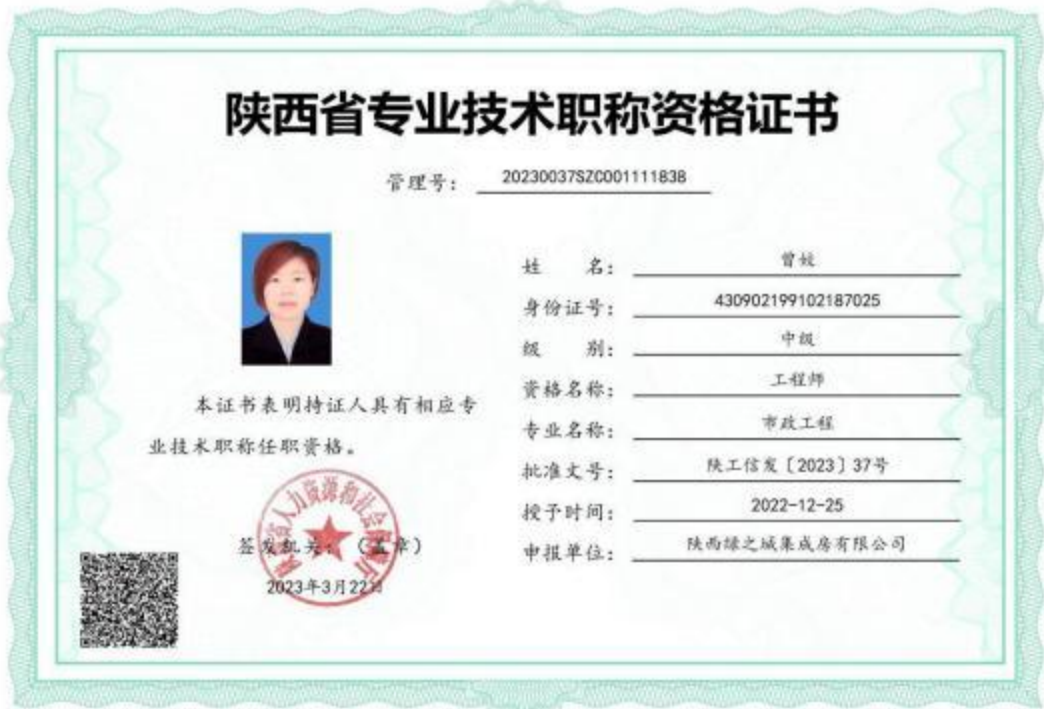 陕西省专业技术职称资格证书
管理号： 20230037SZC001111838
姓 名： 曾姣
身份证号： 430902199102187025
级 别： 中级
资格名称： 工程师
专业名称： 市政工程
批准文号： 陕工信发〔2023〕37号
授予时间： 2022-12-25
申报单位： 陕西绿之城集成房有限公司
本证书表明持证人具有相应专
业技术职称任职资格。
签发机关：（盖章）
2023年3月22日